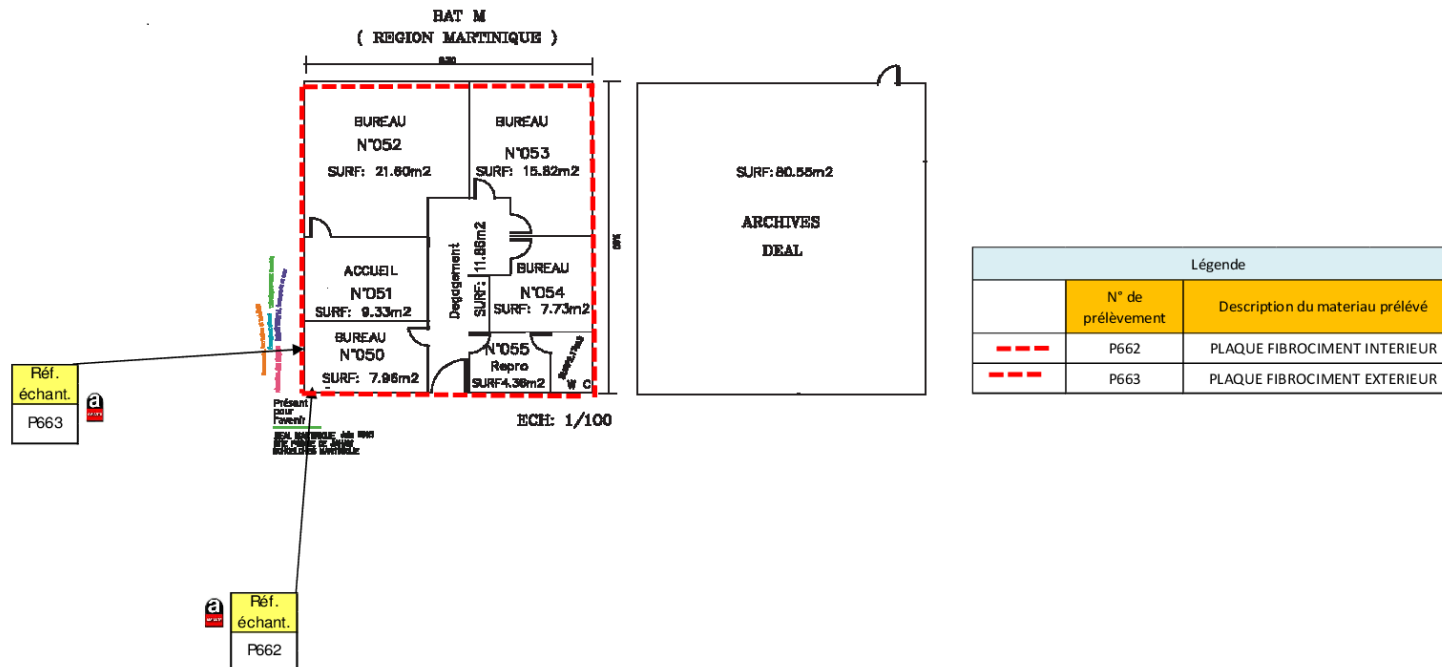 BAT M
( REGION MARTINIQUE )
BUREAU
N°052
SURF: 21.60m2
BUREAU
N°053
SURF: 15.82m2
ACCUEIL
N°051
SURF: 9.33m2
Degagement
SURF: 11.86m2
BUREAU
N°054
SURF: 7.73m2
BUREAU
N°050
SURF: 7.96m2
N°055
Repro
SURF4.36m2
W C
ECH: 1/100
Présent
pour
l'avenir
SURF:80.55m2
ARCHIVES
DEAL
Légende
N° de
prélèvement
Description du materiau prélévé
P662
PLAQUE FIBROCIMENT INTERIEUR
P663
PLAQUE FIBROCIMENT EXTERIEUR
Réf.
échant.
P663
a
Réf.
échant.
P662
a